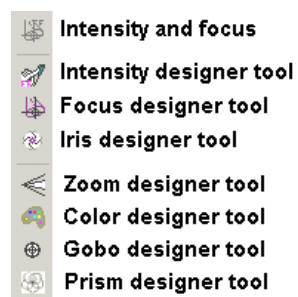 Intensity and focus
Intensity designer tool
Focus designer tool
Iris designer tool
Zoom designer tool
Color designer tool
Gobo designer tool
Prism designer tool